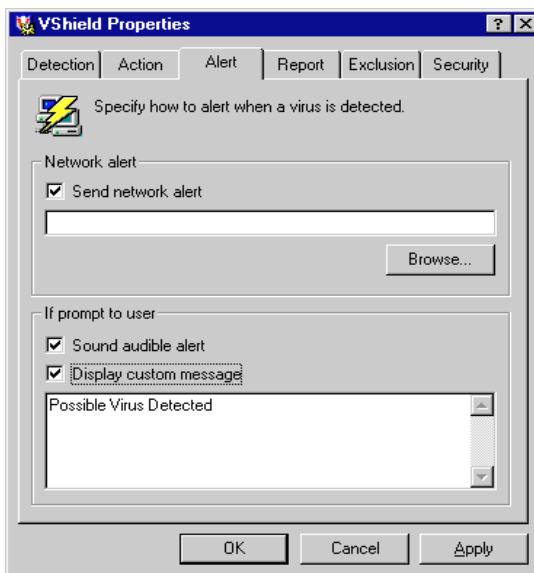 VShield Properties
Detection Action Alert Report Exclusion Security
Specify how to alert when a virus is detected.
Network alert
Send network alert
Browse...
If prompt to user
Sound audible alert
Display custom message
Possible Virus Detected
OK Cancel Apply